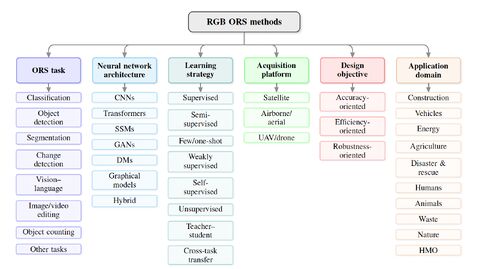 RGB ORS methods
ORS task
Classification
Object
detection
Segmentation
Change
detection
Vision–
language
Image/video
editing
Object counting
Other tasks
Neural network
architecture
CNNs
Transformers
SSMs
GANs
DMs
Graphical
models
Hybrid
Learning
strategy
Supervised
Semi-
supervised
Few/one-shot
Weakly
supervised
Self-
supervised
Unsupervised
Teacher–
student
Cross-task
transfer
Acquisition
platform
Satellite
Airborne/
aerial
UAV/drone
Design
objective
Accuracy-
oriented
Efficiency-
oriented
Robustness-
oriented
Application
domain
Construction
Vehicles
Energy
Agriculture
Disaster &
rescue
Humans
Animals
Waste
Nature
HMO